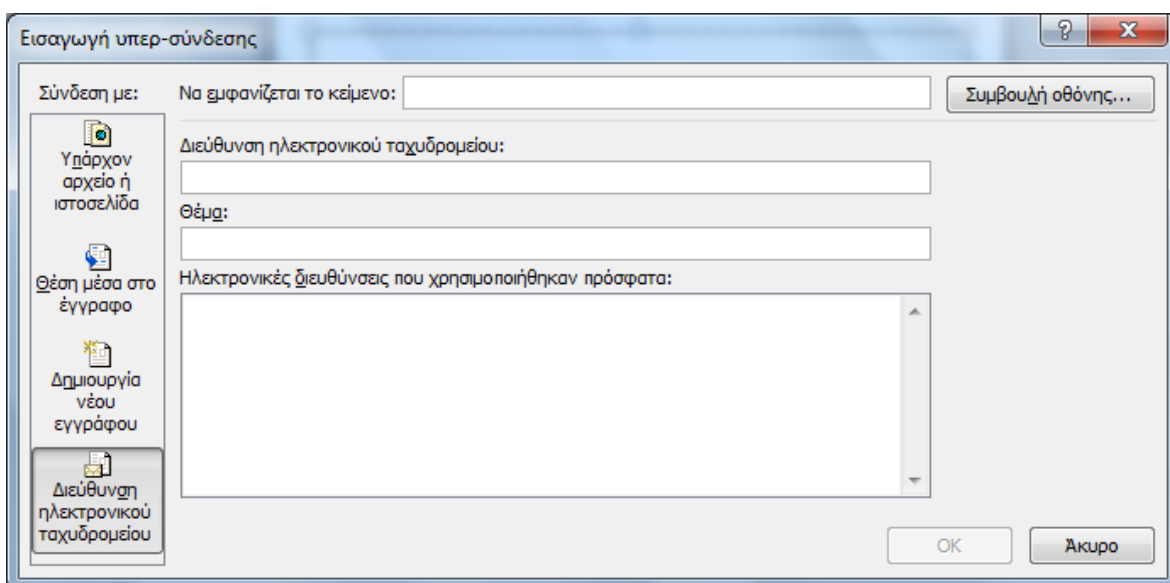 Εισαγωγή υπερ-σύνδεσης
Σύνδεση με:
Να εμφανίζεται το κείμενο:
Συμβουλή οθόνης...
Υπάρχον
αρχείο ή
ιστοσελίδα
Θέση μέσα στο
έγγραφο
Δημιουργία
νέου
εγγράφου
Διεύθυνση
ηλεκτρονικού
ταχυδρομείου
Διεύθυνση ηλεκτρονικού ταχυδρομείου:
Θέμα:
Ηλεκτρονικές διευθύνσεις που χρησιμοποιήθηκαν πρόσφατα:
OK
Άκυρο